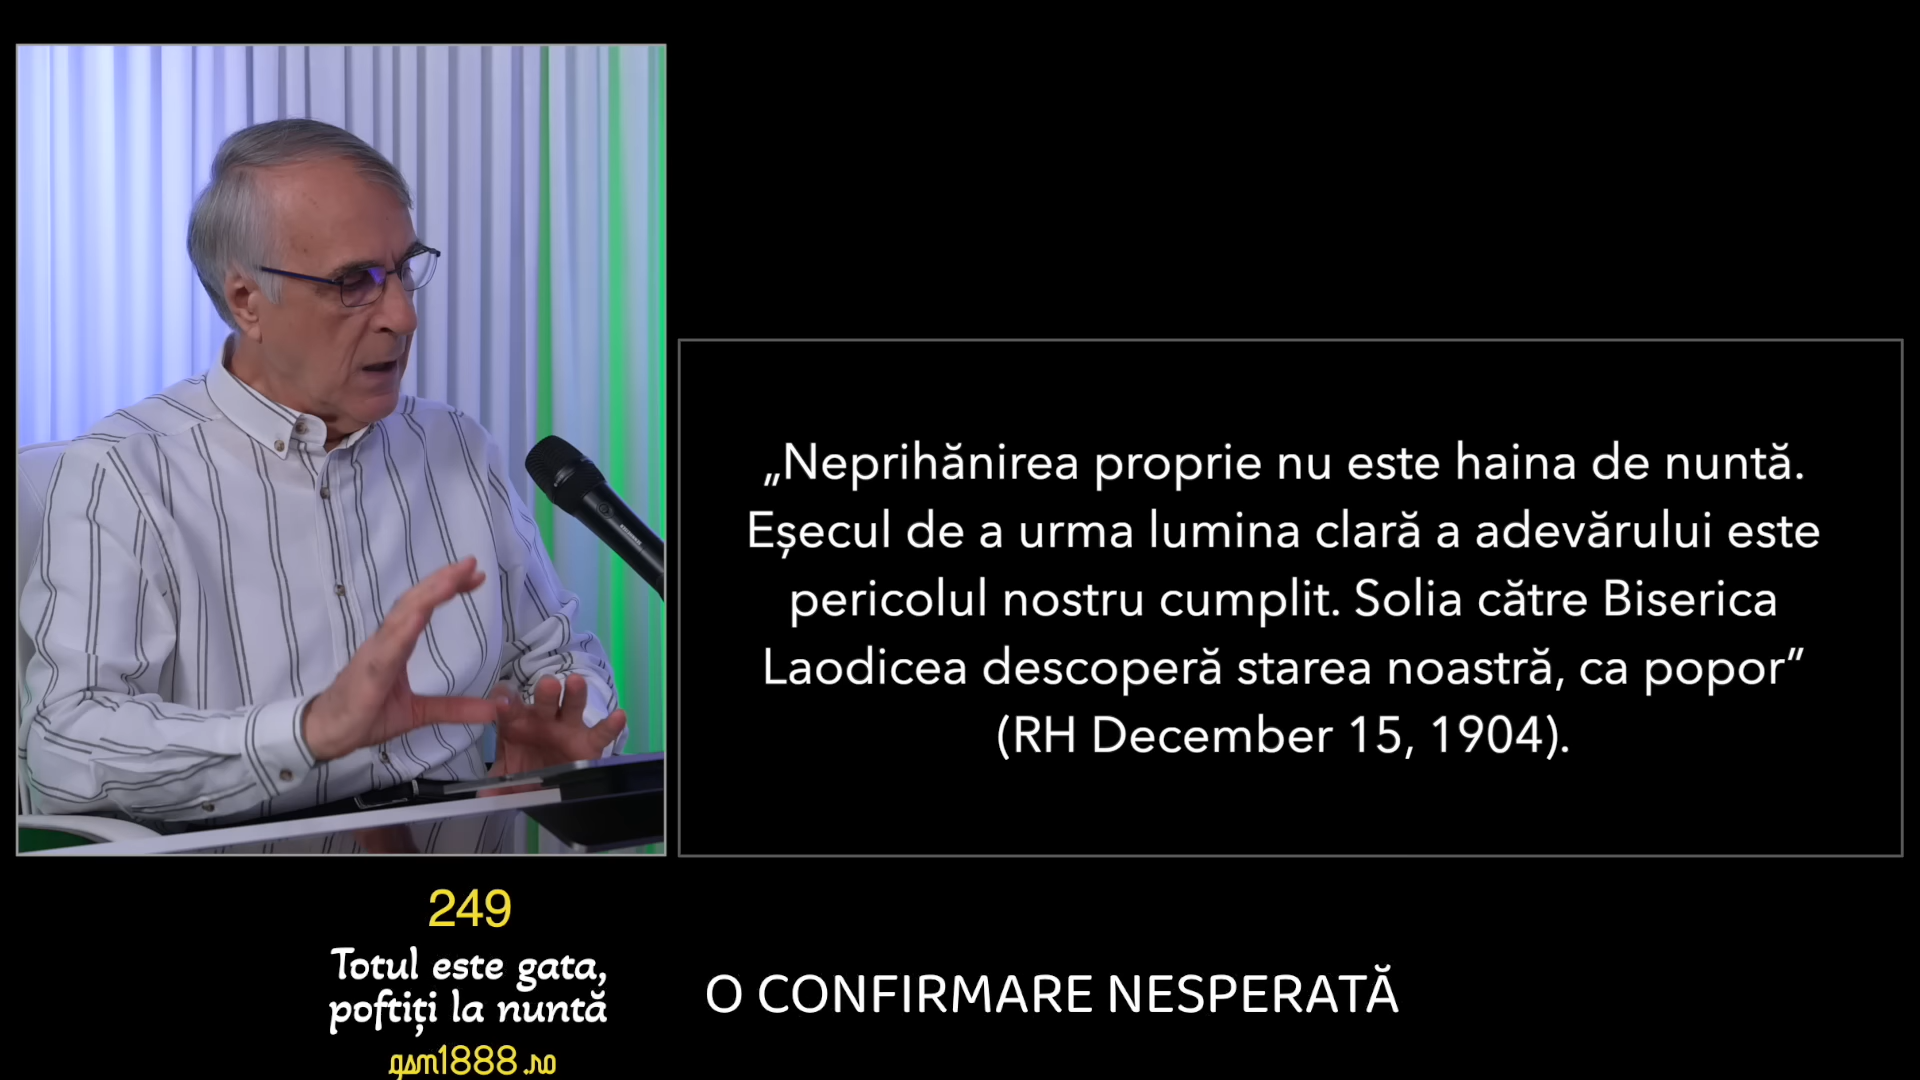 „Neprihănirea proprie nu este haina de nuntă.
Eșecul de a urma lumina clară a adevărului este
pericolul nostru cumplit. Solia către Biserica
Laodicea descoperă starea noastră, ca popor”
(RH December 15, 1904).
249
Totul este gata,
poftiți la nuntă
gsm1888.ro
O CONFIRMARE NESPERATĂ